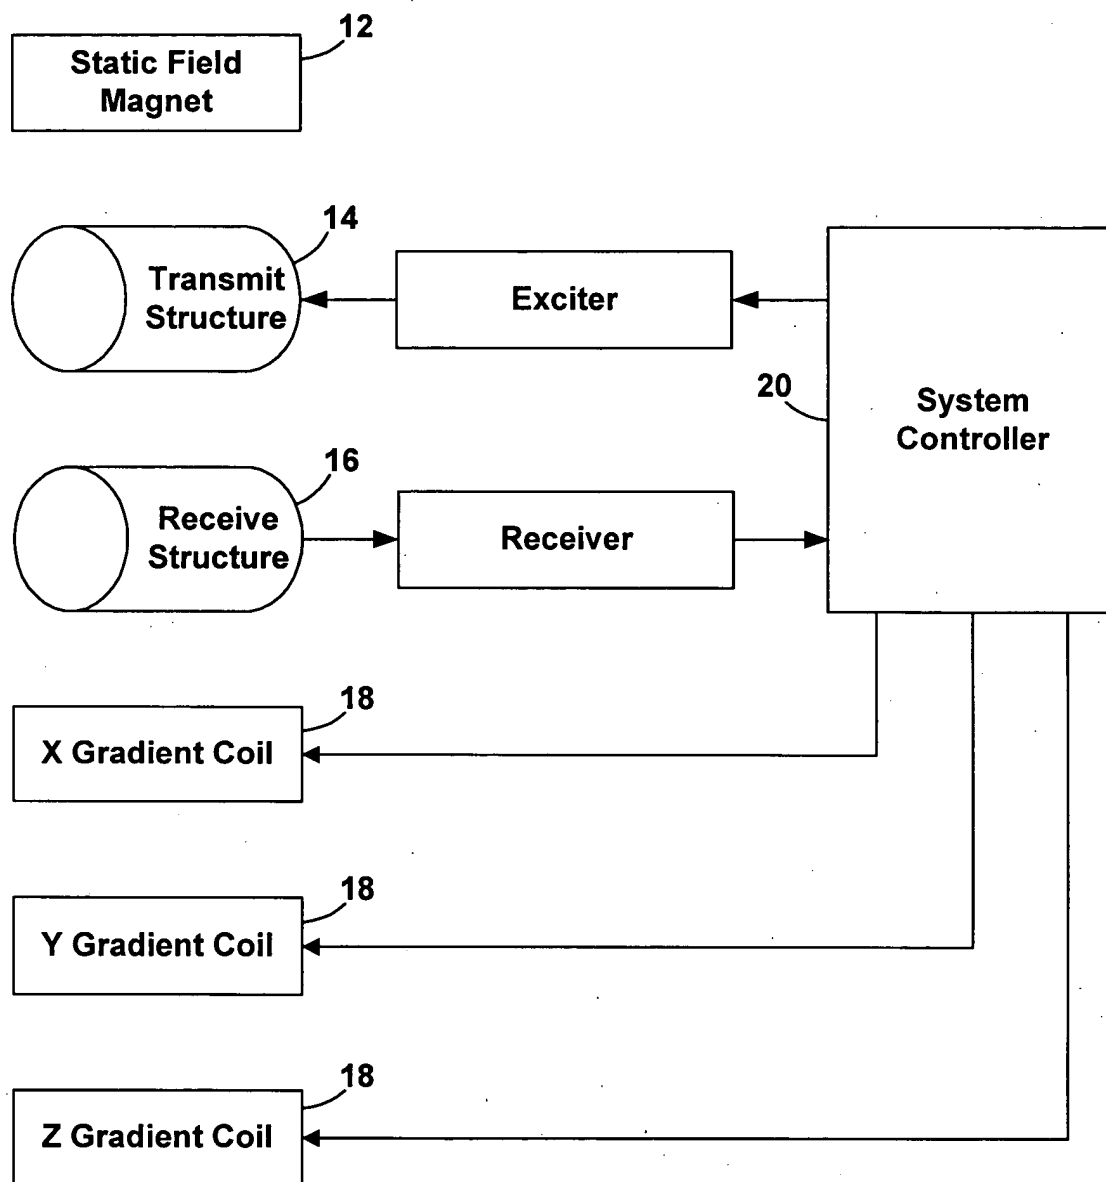 12
Static Field
Magnet
14
Transmit
Structure
Exciter
20
System
Controller
16
Receive
Structure
Receiver
18
X Gradient Coil
18
Y Gradient Coil
18
Z Gradient Coil